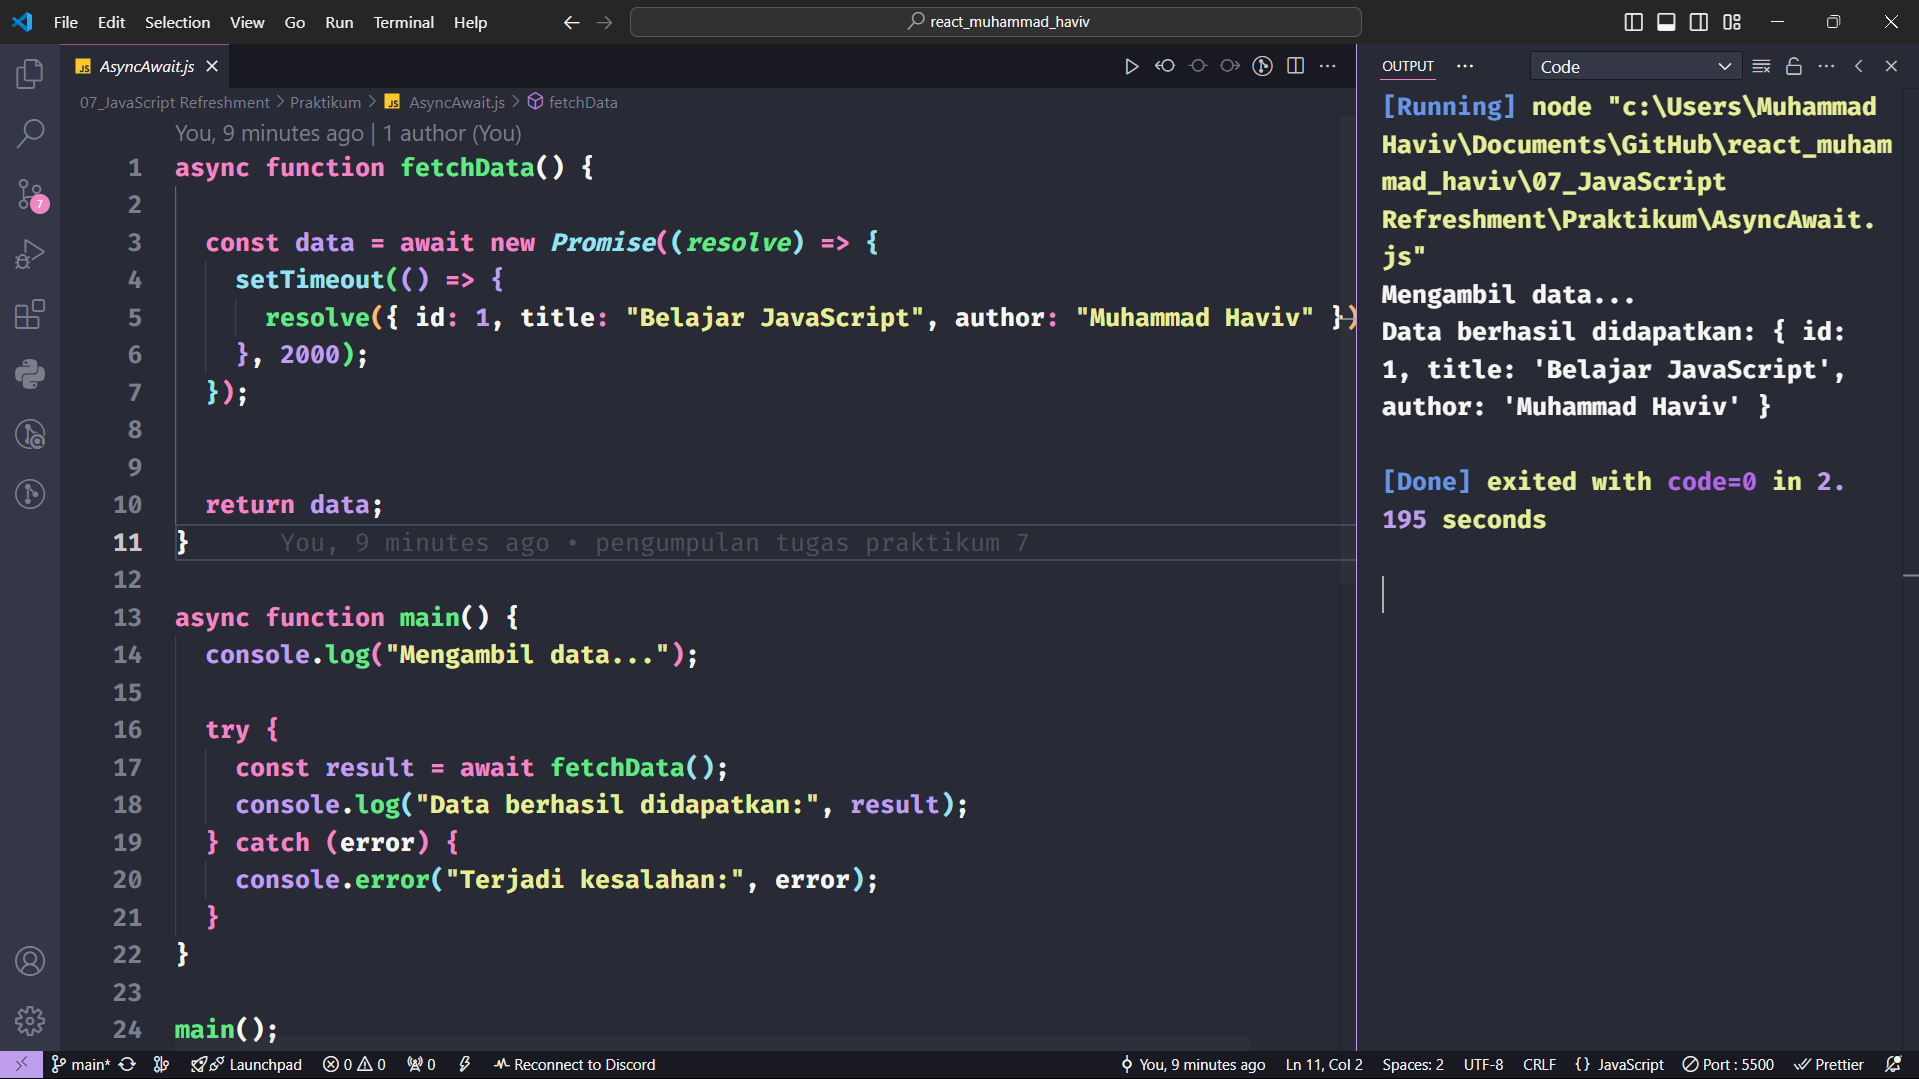 File Edit Selection View Go Run Terminal Help
react_muhammad_haviv
JS AsyncAwait.js
07_JavaScript Refreshment > Praktikum > JS AsyncAwait.js > fetchData
You, 9 minutes ago | 1 author (You)
1 async function fetchData() {
2
3 const data = await new Promise((resolve) => {
4 setTimeout(() => {
5 resolve({ id: 1, title: "Belajar JavaScript", author: "Muhammad Haviv" })
6 }, 2000);
7 });
8
9
10 return data;
11 } You, 9 minutes ago • pengumpulan tugas praktikum 7
12
13 async function main() {
14 console.log("Mengambil data...");
15
16 try {
17 const result = await fetchData();
18 console.log("Data berhasil didapatkan:", result);
19 } catch (error) {
20 console.error("Terjadi kesalahan:", error);
21 }
22 }
23
24 main();
7
OUTPUT
Code
[Running] node "c:\Users\Muhammad
Haviv\Documents\GitHub\react_muham
mad_haviv\07_JavaScript
Refreshment\Praktikum\AsyncAwait.
js"
Mengambil data...
Data berhasil didapatkan: { id:
1, title: 'Belajar JavaScript',
author: 'Muhammad Haviv' }
[Done] exited with code=0 in 2.
195 seconds
main* Launchpad 0 0 0 Reconnect to Discord You, 9 minutes ago Ln 11, Col 2 Spaces: 2 UTF-8 CRLF {} JavaScript Port : 5500 Prettier